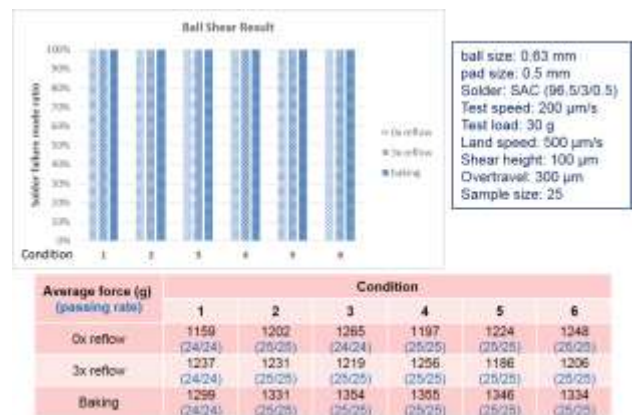 Ball Shear Result
100%
90%
80%
70%
60%
50%
40%
30%
20%
10%
0%
Solder failure mode ratio
Condition 1 2 3 4 5 6
0x reflow
3x reflow
baking
ball size: 0.63 mm
pad size: 0.5 mm
Solder: SAC (96.5/3/0.5)
Test speed: 200 µm/s
Test load: 30 g
Land speed: 500 µm/s
Shear height: 100 µm
Overtravel: 300 µm
Sample size: 25
Average force (g) Condition
(passing rate) 1 2 3 4 5 6
0x reflow 1159 1202 1265 1197 1224 1248
(24/24) (25/25) (24/24) (25/25) (25/25) (25/25)
3x reflow 1237 1231 1219 1256 1186 1206
(24/24) (25/25) (25/25) (25/25) (25/25) (25/25)
Baking 1299 1331 1354 1355 1346 1334
(24/24) (25/25) (25/25) (25/25) (25/25) (25/25)